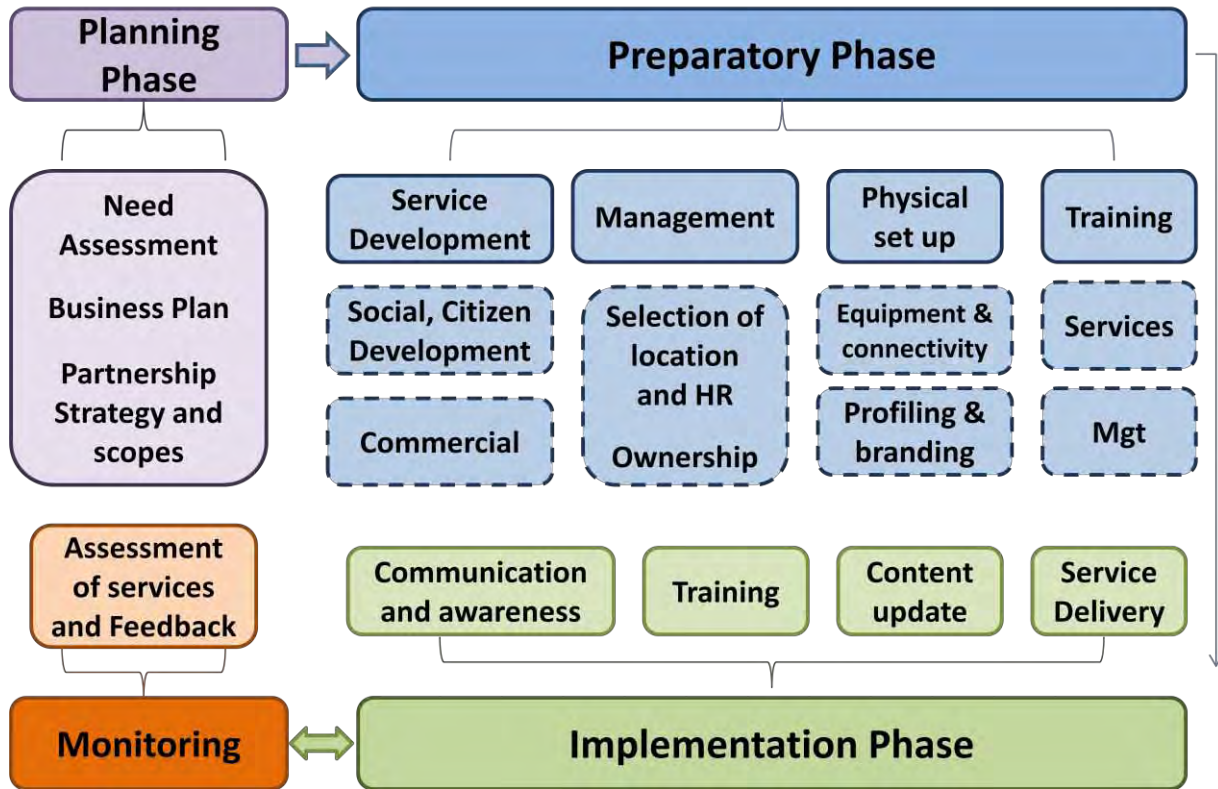 Planning
Phase
Preparatory Phase
Need
Assessment
Business Plan
Partnership
Strategy and
scopes
Service
Development
Management
Physical
set up
Training
Social, Citizen
Development
Commercial
Selection of
location
and HR
Ownership
Equipment &
connectivity
Profiling &
branding
Services
Mgt
Assessment
of services
and Feedback
Communication
and awareness
Training
Content
update
Service
Delivery
Monitoring
Implementation Phase